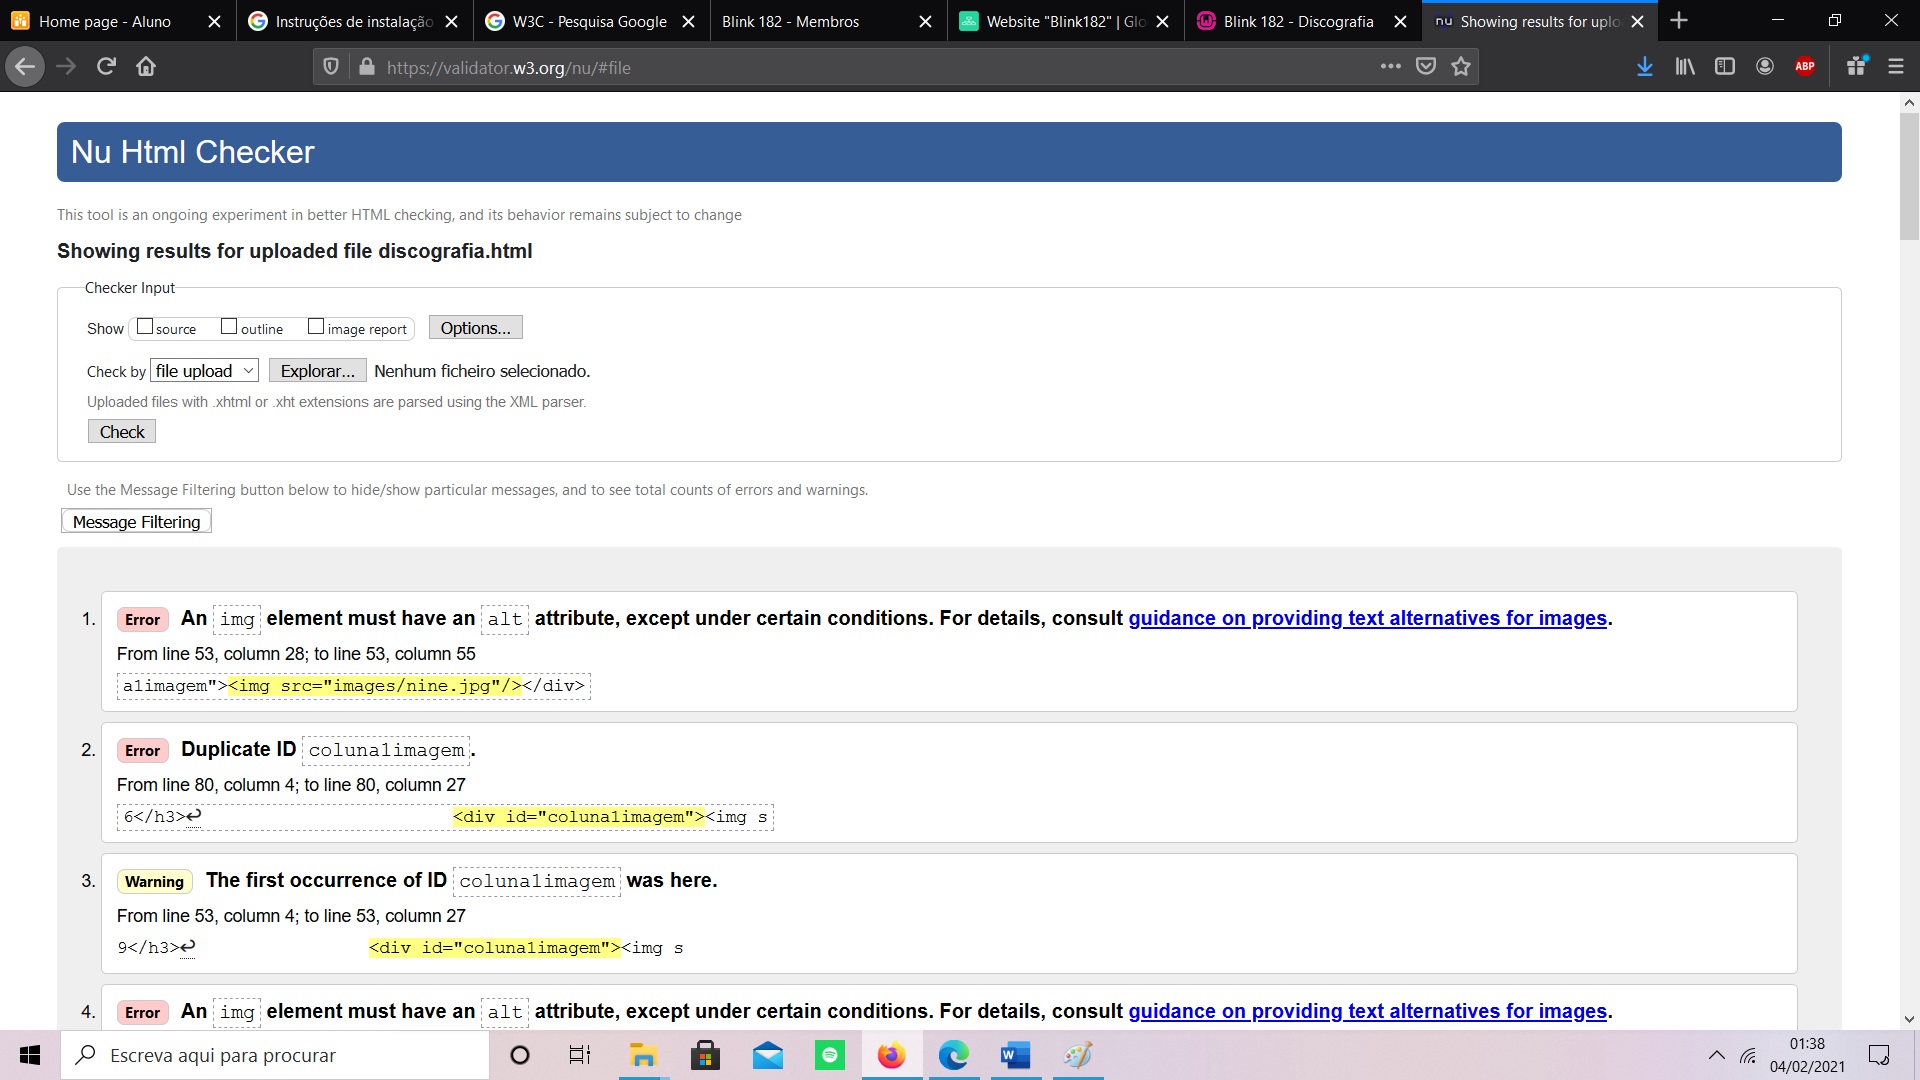 Home page - Aluno
Instruções de instalação
W3C - Pesquisa Google
Blink 182 - Membros
Website "Blink182" | Glo
Blink 182 - Discografia
nu Showing results for uplo
https://validator.w3.org/nu/#file
ABP
Nu Html Checker
This tool is an ongoing experiment in better HTML checking, and its behavior remains subject to change
Showing results for uploaded file discografia.html
Checker Input
Show source outline image report Options...
Check by file upload Explorar... Nenhum ficheiro selecionado.
Uploaded files with .xhtml or .xht extensions are parsed using the XML parser.
Check
Use the Message Filtering button below to hide/show particular messages, and to see total counts of errors and warnings.
Message Filtering
1. Error An img element must have an alt attribute, except under certain conditions. For details, consult guidance on providing text alternatives for images.
From line 53, column 28; to line 53, column 55
a1imagem"><img src="images/nine.jpg"/></div>
2. Error Duplicate ID coluna1imagem.
From line 80, column 4; to line 80, column 27
6</h3>↩ <div id="coluna1imagem"><img s
3. Warning The first occurrence of ID coluna1imagem was here.
From line 53, column 4; to line 53, column 27
9</h3>↩ <div id="coluna1imagem"><img s
4. Error An img element must have an alt attribute, except under certain conditions. For details, consult guidance on providing text alternatives for images.
Escreva aqui para procurar
W
01:38
04/02/2021